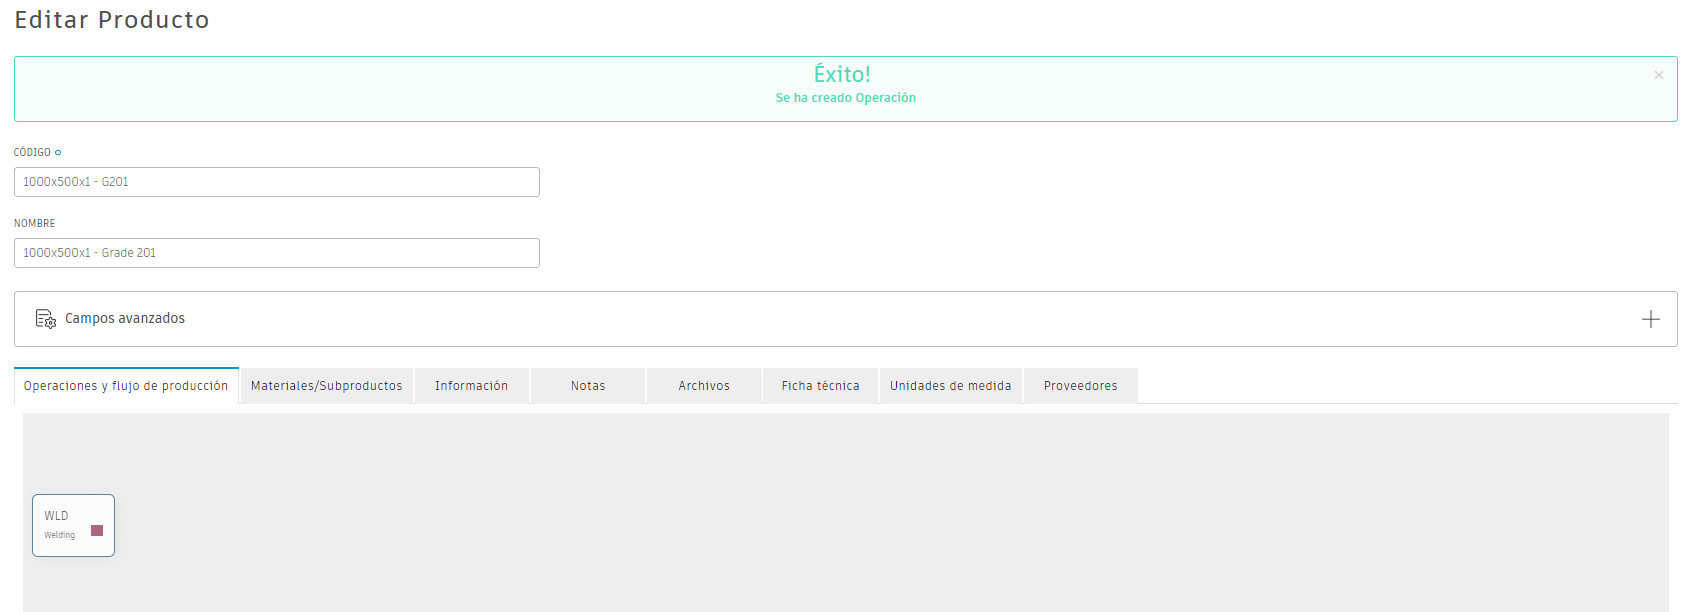 Editar Producto
Éxito!
×
Se ha creado Operación
CÓDIGO
1000x500x1 - G201
NOMBRE
1000x500x1 - Grade 201
Campos avanzados
Operaciones y flujo de producción
Materiales/Subproductos
Información
Notas
Archivos
Ficha técnica
Unidades de medida
Proveedores
WLD
Welding